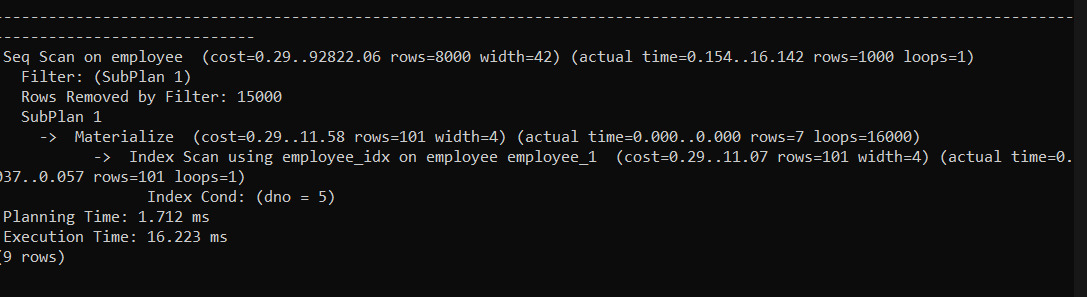 --------------------------------------------------------------------------------------------------------------------------------------
-------------------------------
Seq Scan on employee  (cost=0.29..92822.06 rows=8000 width=42) (actual time=0.154..16.142 rows=1000 loops=1)
  Filter: (SubPlan 1)
  Rows Removed by Filter: 15000
  SubPlan 1
    ->  Materialize  (cost=0.29..11.58 rows=101 width=4) (actual time=0.000..0.000 rows=7 loops=16000)
          ->  Index Scan using employee_idx on employee employee_1  (cost=0.29..11.07 rows=101 width=4) (actual time=0.
037..0.057 rows=101 loops=1)
                Index Cond: (dno = 5)
Planning Time: 1.712 ms
Execution Time: 16.223 ms
(9 rows)